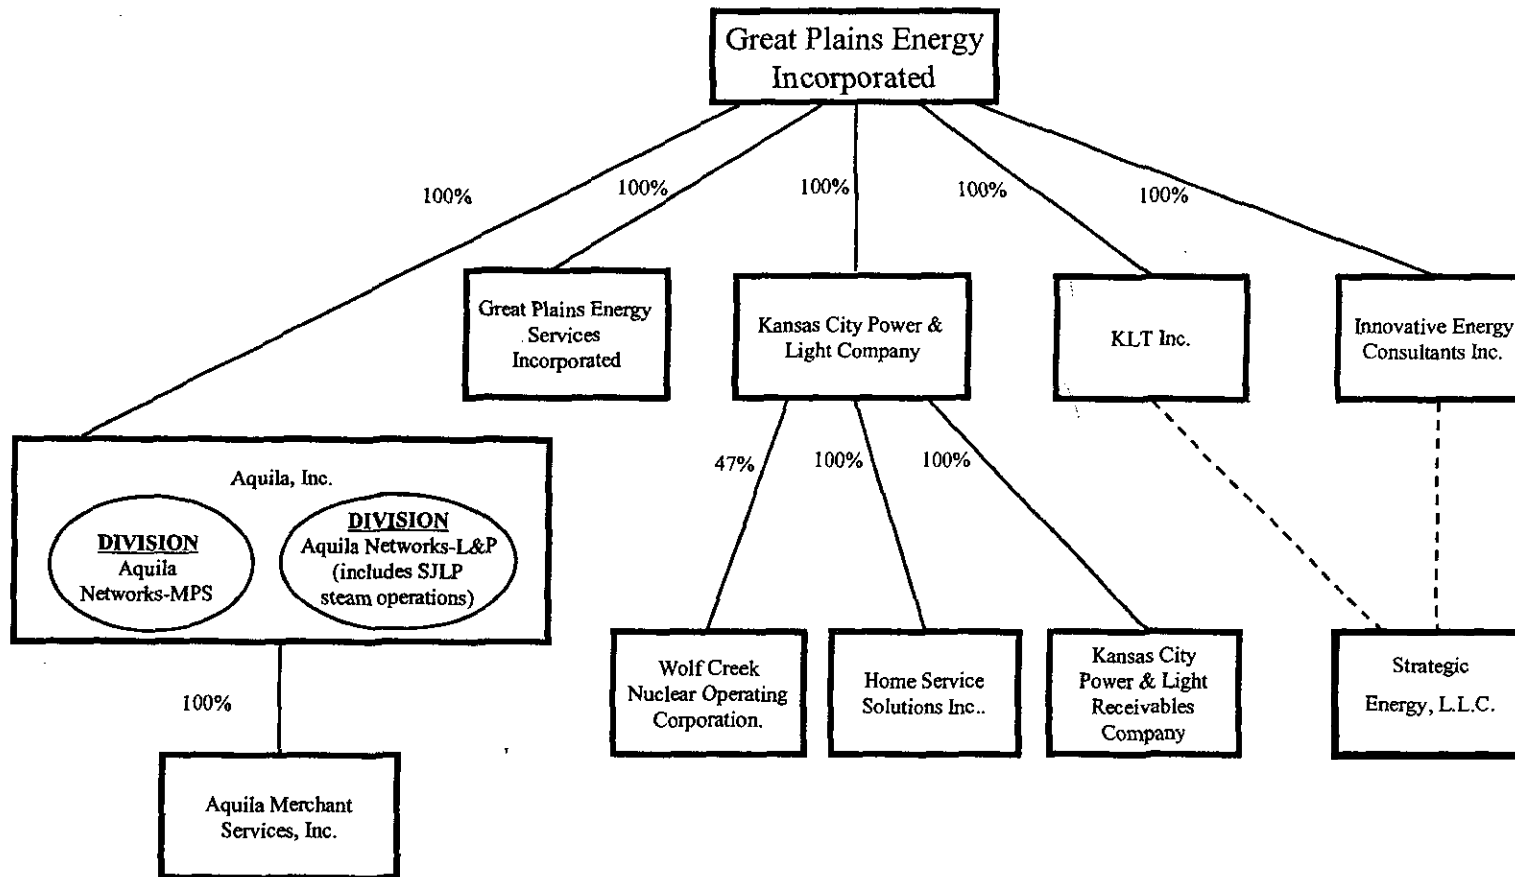 Great Plains Energy
Incorporated
100%
100%
100%
100%
100%
Great Plains Energy
Services
Incorporated
Kansas City Power &
Light Company
KLT Inc.
Innovative Energy
Consultants Inc.
47%
100%
100%
Aquila, Inc.
DIVISION
Aquila
Networks-MPS
DIVISION
Aquila Networks-L&P
(includes SJLP
steam operations)
100%
Wolf Creek
Nuclear Operating
Corporation.
Home Service
Solutions Inc..
Kansas City
Power & Light
Receivables
Company
Strategic
Energy, L.L.C.
Aquila Merchant
Services, Inc.